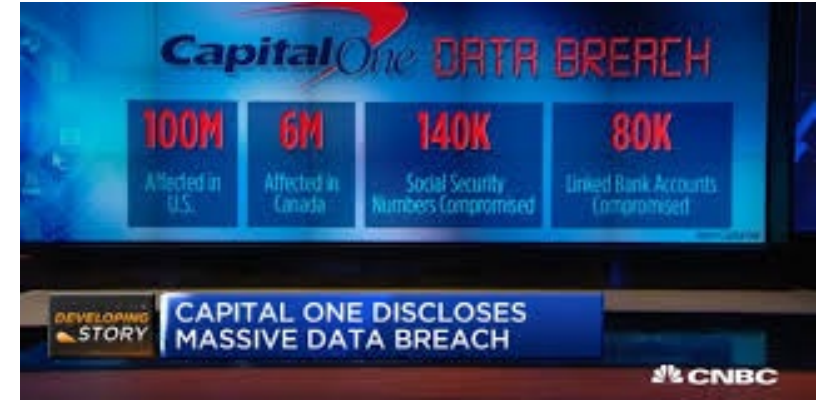 CapitalOne DATA BREACH
100M
Affected in
U.S.
6M
Affected in
Canada
140K
Social Security
Numbers Compromised
80K
Linked Bank Accounts
Compromised
DEVELOPING
STORY
CAPITAL ONE DISCLOSES
MASSIVE DATA BREACH
CNBC